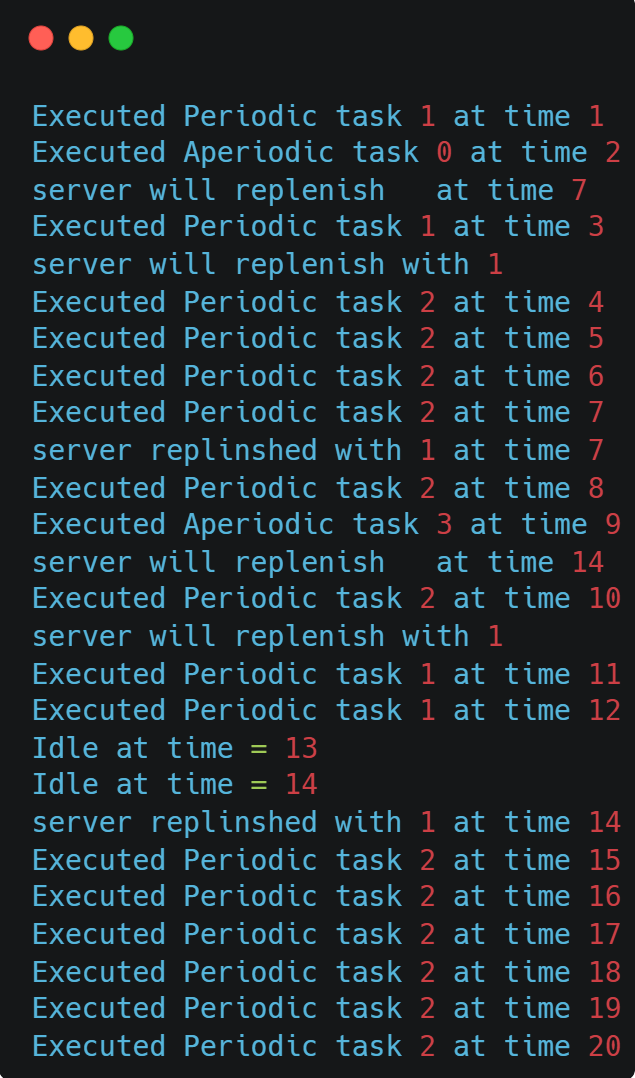 Executed Periodic task 1 at time 1
Executed Aperiodic task 0 at time 2
server will replenish   at time 7
Executed Periodic task 1 at time 3
server will replenish with 1
Executed Periodic task 2 at time 4
Executed Periodic task 2 at time 5
Executed Periodic task 2 at time 6
Executed Periodic task 2 at time 7
server replinshed with 1 at time 7
Executed Periodic task 2 at time 8
Executed Aperiodic task 3 at time 9
server will replenish   at time 14
Executed Periodic task 2 at time 10
server will replenish with 1
Executed Periodic task 1 at time 11
Executed Periodic task 1 at time 12
Idle at time = 13
Idle at time = 14
server replinshed with 1 at time 14
Executed Periodic task 2 at time 15
Executed Periodic task 2 at time 16
Executed Periodic task 2 at time 17
Executed Periodic task 2 at time 18
Executed Periodic task 2 at time 19
Executed Periodic task 2 at time 20